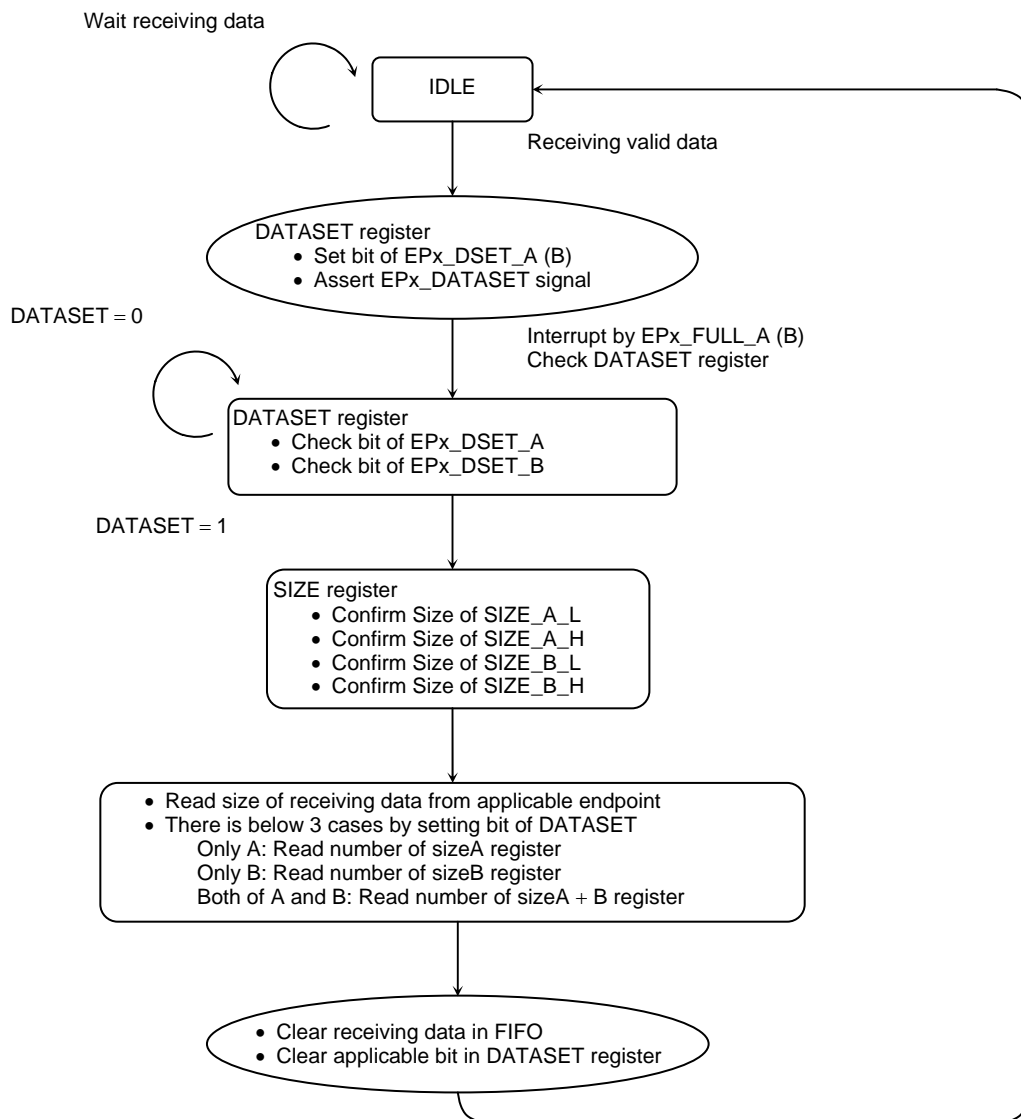 Wait receiving data
IDLE
Receiving valid data
DATASET register
• Set bit of EPx_DSET_A (B)
• Assert EPx_DATASET signal
DATASET = 0
Interrupt by EPx_FULL_A (B)
Check DATASET register
DATASET register
• Check bit of EPx_DSET_A
• Check bit of EPx_DSET_B
DATASET = 1
SIZE register
• Confirm Size of SIZE_A_L
• Confirm Size of SIZE_A_H
• Confirm Size of SIZE_B_L
• Confirm Size of SIZE_B_H
• Read size of receiving data from applicable endpoint
• There is below 3 cases by setting bit of DATASET
Only A: Read number of sizeA register
Only B: Read number of sizeB register
Both of A and B: Read number of sizeA + B register
• Clear receiving data in FIFO
• Clear applicable bit in DATASET register